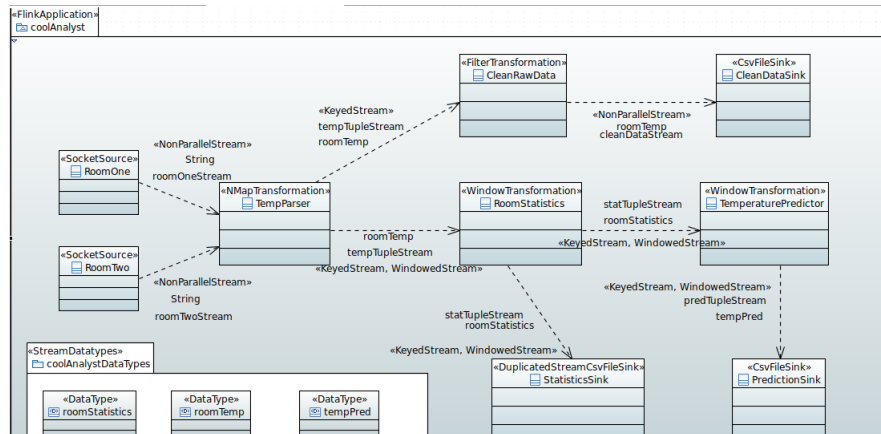 «FlinkApplication»
coolAnalyst
«FilterTransformation»
CleanRawData
«CsvFileSink»
CleanDataSink
«KeyedStream»
tempTupleStream
roomTemp
«NonParallelStream»
roomTemp
cleanDataStream
«NonParallelStream»
String
roomOneStream
«SocketSource»
RoomOne
«NMapTransformation»
TempParser
«WindowTransformation»
RoomStatistics
«WindowTransformation»
TemperaturePredictor
statTupleStream
roomStatistics
«KeyedStream, WindowedStream»
roomTemp
tempTupleStream
«KeyedStream, WindowedStream»
«SocketSource»
RoomTwo
«NonParallelStream»
String
roomTwoStream
«KeyedStream, WindowedStream»
predTupleStream
tempPred
statTupleStream
roomStatistics
«KeyedStream, WindowedStream»
«StreamDatatypes»
coolAnalystDataTypes
«DuplicatedStreamCsvFileSink»
StatisticsSink
«CsvFileSink»
PredictionSink
«DataType»
roomStatistics
«DataType»
roomTemp
«DataType»
tempPred